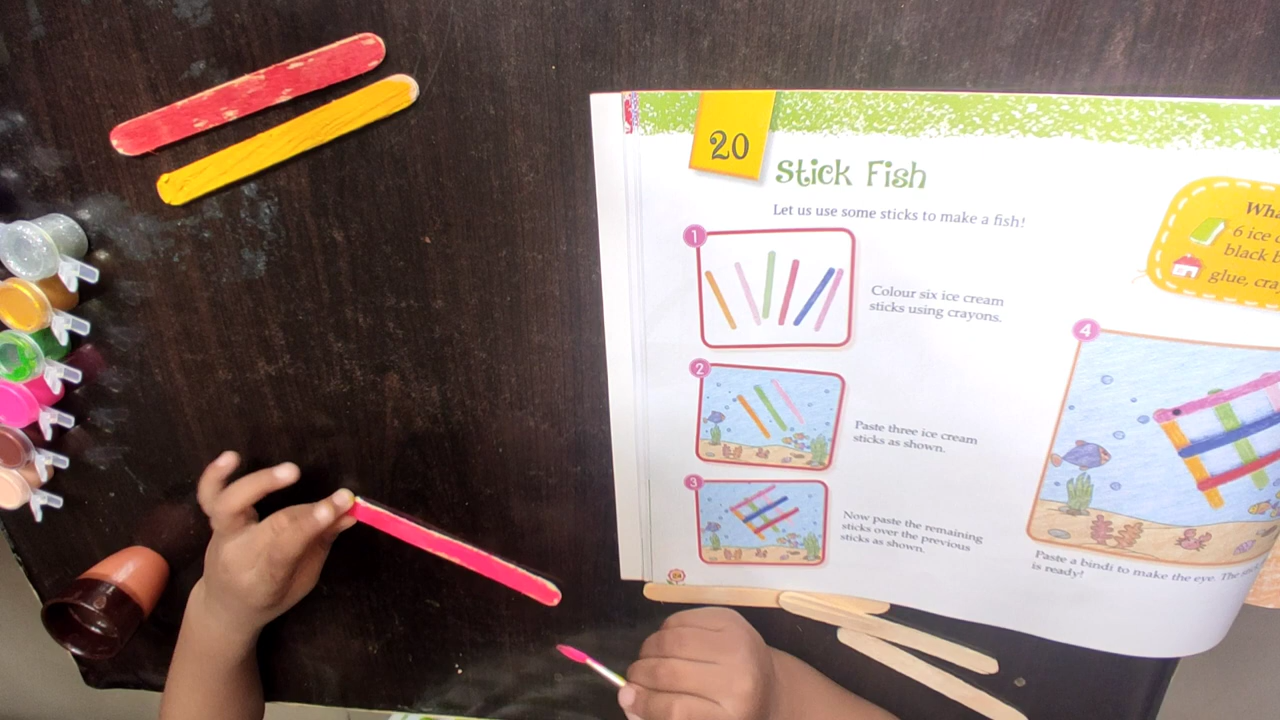 20
Stick Fish
Let us use some sticks to make a fish!
6 ice
black
glue,
1
Colour six ice cream
sticks using crayons.
2
Paste three ice cream
sticks as shown.
3
Now paste the remaining
sticks over the previous
sticks as shown.
4
Paste a bindi to make the eye. The
is ready!